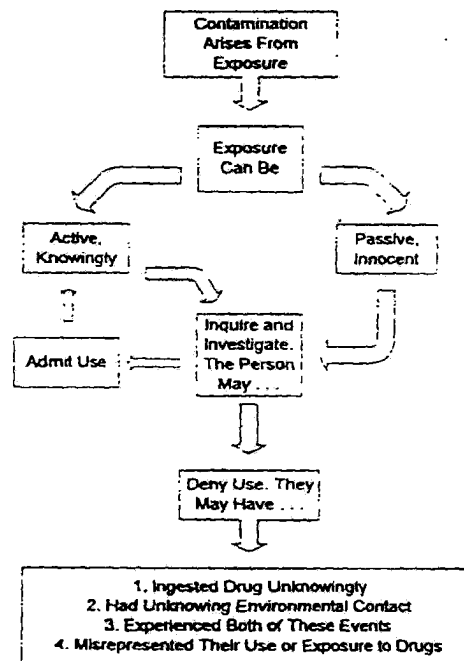 Contamination
Arises From
Exposure
Exposure
Can Be
Active,
Knowingly
Passive,
Innocent
Inquire and
Investigate.
The Person
May . . .
Admit Use
Deny Use. They
May Have . . .
1. Ingested Drug Unknowingly
2. Had Unknowing Environmental Contact
3. Experienced Both of These Events
4. Misrepresented Their Use or Exposure to Drugs